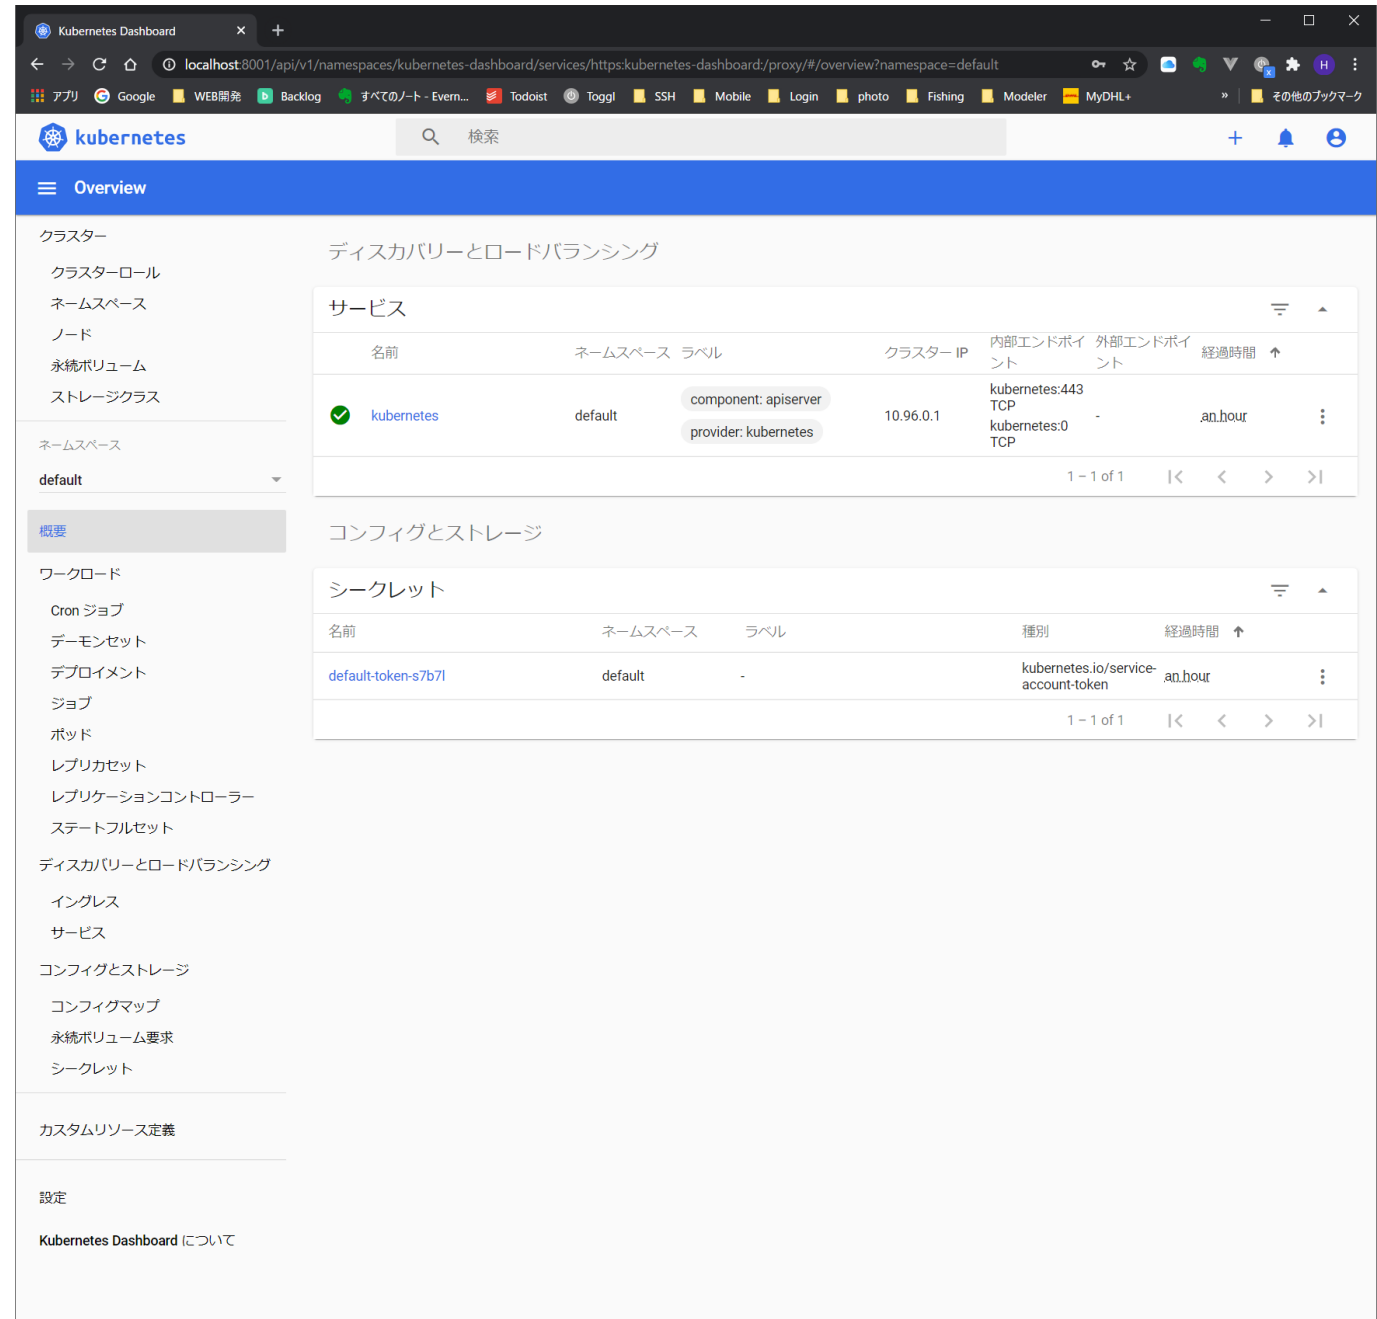 Kubernetes Dashboard
localhost:8001/api/v1/namespaces/kubernetes-dashboard/services/https:kubernetes-dashboard:/proxy/#/overview?namespace=default
H
アプリ Google WEB開発 Backlog すべてのノート - Evern... Todoist Toggl SSH Mobile Login photo Fishing Modeler MyDHL+ » その他のブックマーク
kubernetes
検索
Overview
クラスター
クラスターロール
ネームスペース
ノード
永続ボリューム
ストレージクラス
ネームスペース
default
概要
ワークロード
Cron ジョブ
デーモンセット
デプロイメント
ジョブ
ポッド
レプリカセット
レプリケーションコントローラー
ステートフルセット
ディスカバリーとロードバランシング
イングレス
サービス
コンフィグとストレージ
コンフィグマップ
永続ボリューム要求
シークレット
カスタムリソース定義
設定
Kubernetes Dashboard について
ディスカバリーとロードバランシング
サービス
名前 ネームスペース ラベル クラスター IP 内部エンドポイント 外部エンドポイント 経過時間
kubernetes default component: apiserver provider: kubernetes 10.96.0.1 kubernetes:443 TCP kubernetes:0 TCP - an hour
1 – 1 of 1
コンフィグとストレージ
シークレット
名前 ネームスペース ラベル 種別 経過時間
default-token-s7b7l default - kubernetes.io/service-account-token an hour
1 – 1 of 1